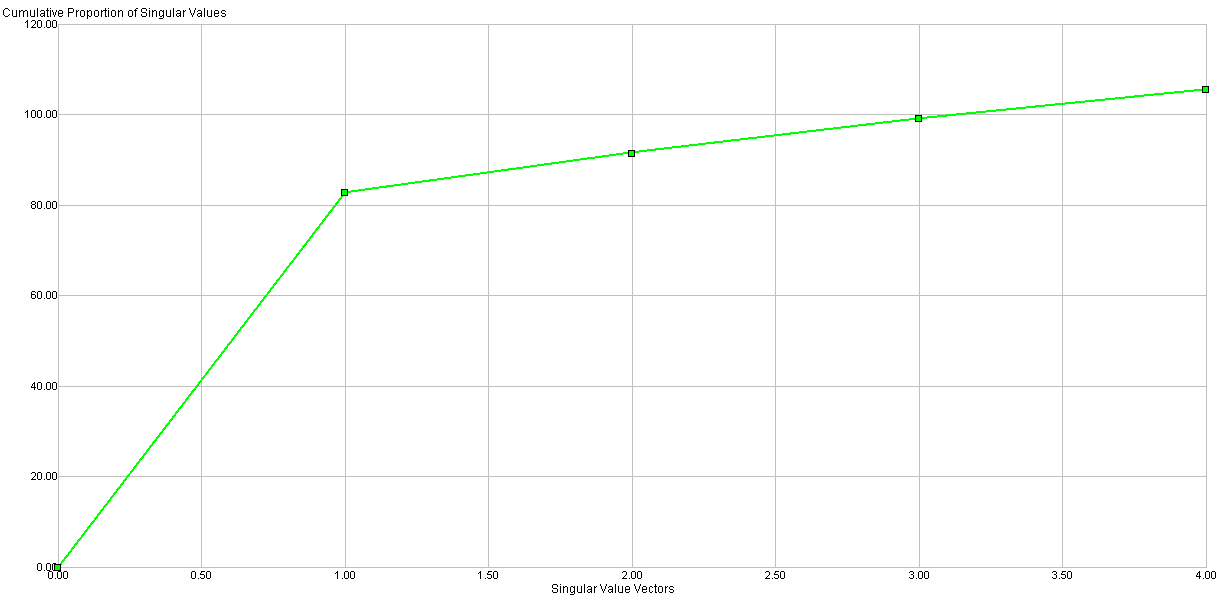 Cumulative Proportion of Singular Values
120.00
100.00
80.00
60.00
40.00
20.00
0.00
0.00 0.50 1.00 1.50 2.00 2.50 3.00 3.50 4.00
Singular Value Vectors